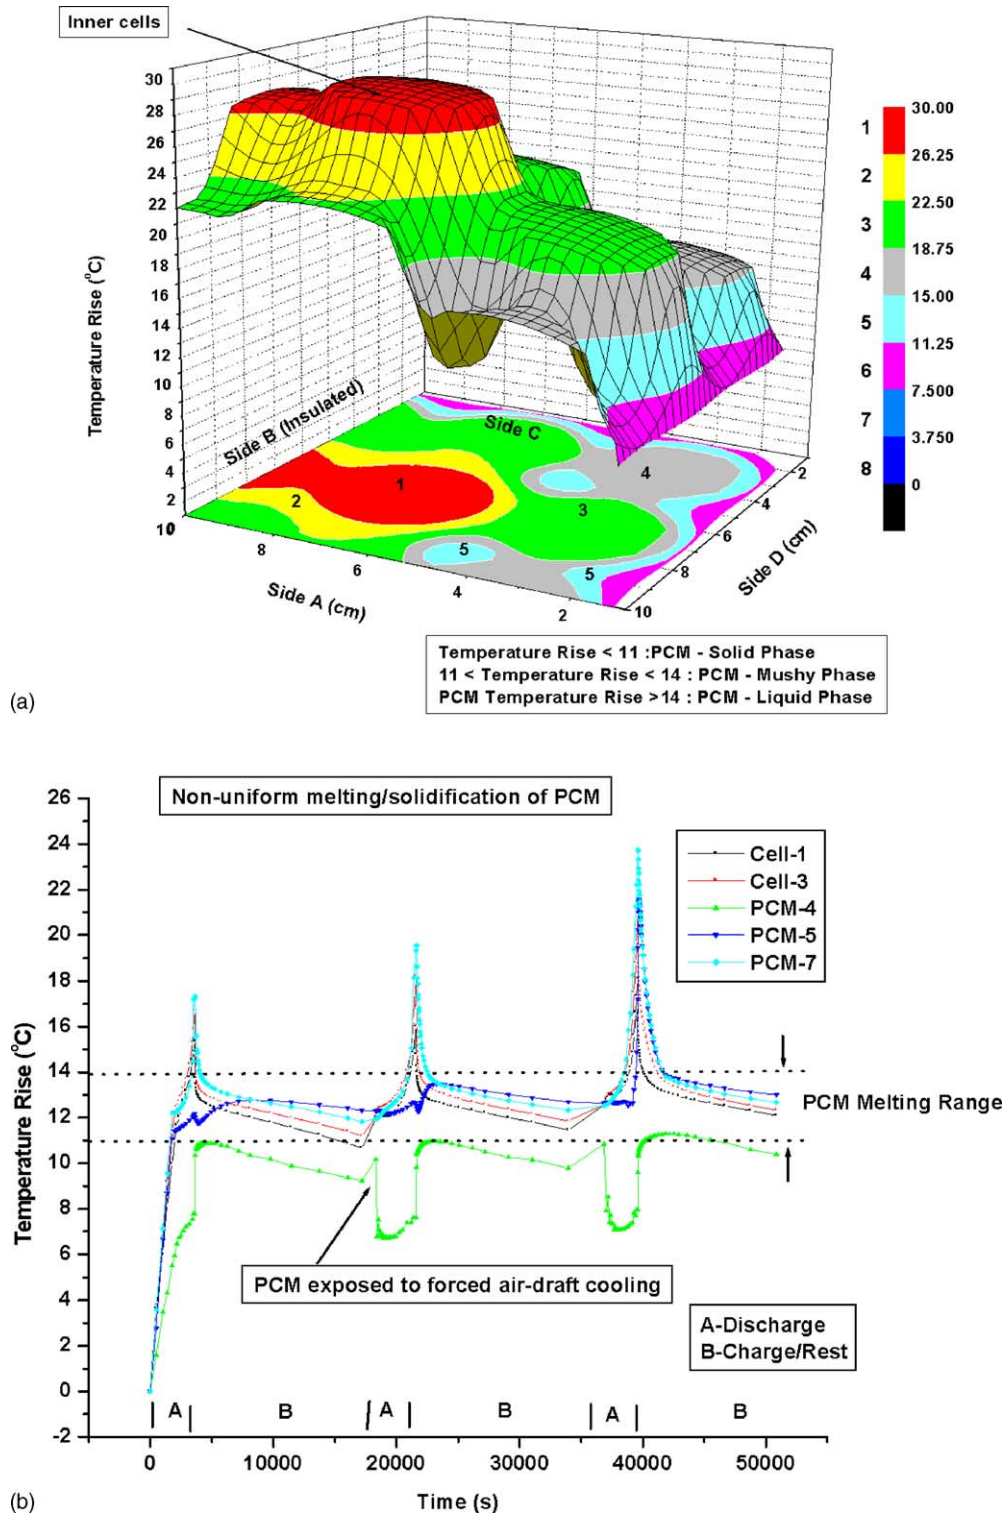 Inner cells
30
28
26
24
22
20
18
16
14
12
10
8
6
4
2
0
Temperature Rise (°C)
Side B (Insulated)
Side C
1
2
3
4
5
5
10
8
6
4
2
Side A (cm)
10
8
6
4
2
Side D (cm)
1
2
3
4
5
6
7
8
30.00
26.25
22.50
18.75
15.00
11.25
7.500
3.750
0
Temperature Rise < 11 :PCM - Solid Phase
11 < Temperature Rise < 14 : PCM - Mushy Phase
PCM Temperature Rise >14 : PCM - Liquid Phase
(a)
Non-uniform melting/solidification of PCM
26
24
22
20
18
16
14
12
10
8
6
4
2
0
-2
Temperature Rise (°C)
Cell-1
Cell-3
PCM-4
PCM-5
PCM-7
PCM Melting Range
PCM exposed to forced air-draft cooling
A-Discharge
B-Charge/Rest
| A | B | A | B | A | B
0 10000 20000 30000 40000 50000
Time (s)
(b)